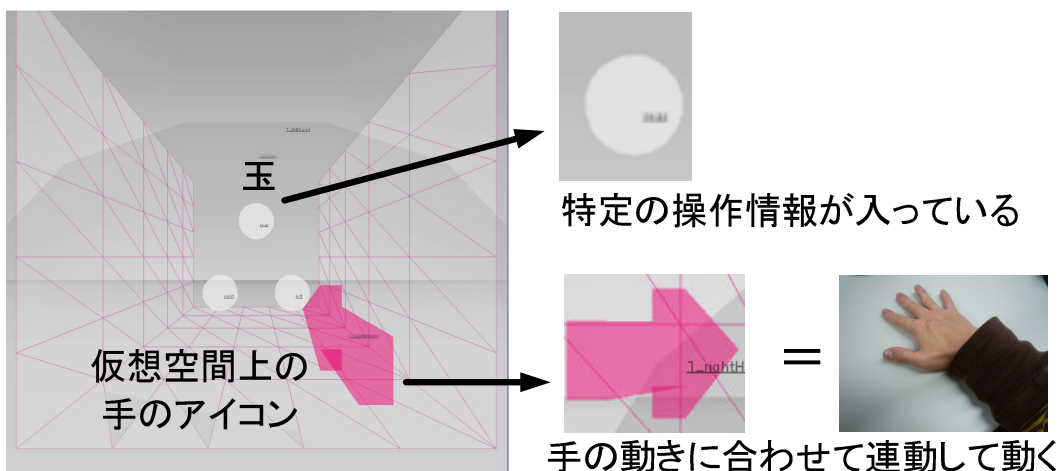 玉
特定の操作情報が入っている
仮想空間上の
手のアイコン
1_rightH
=
手の動きに合わせて連動して動く